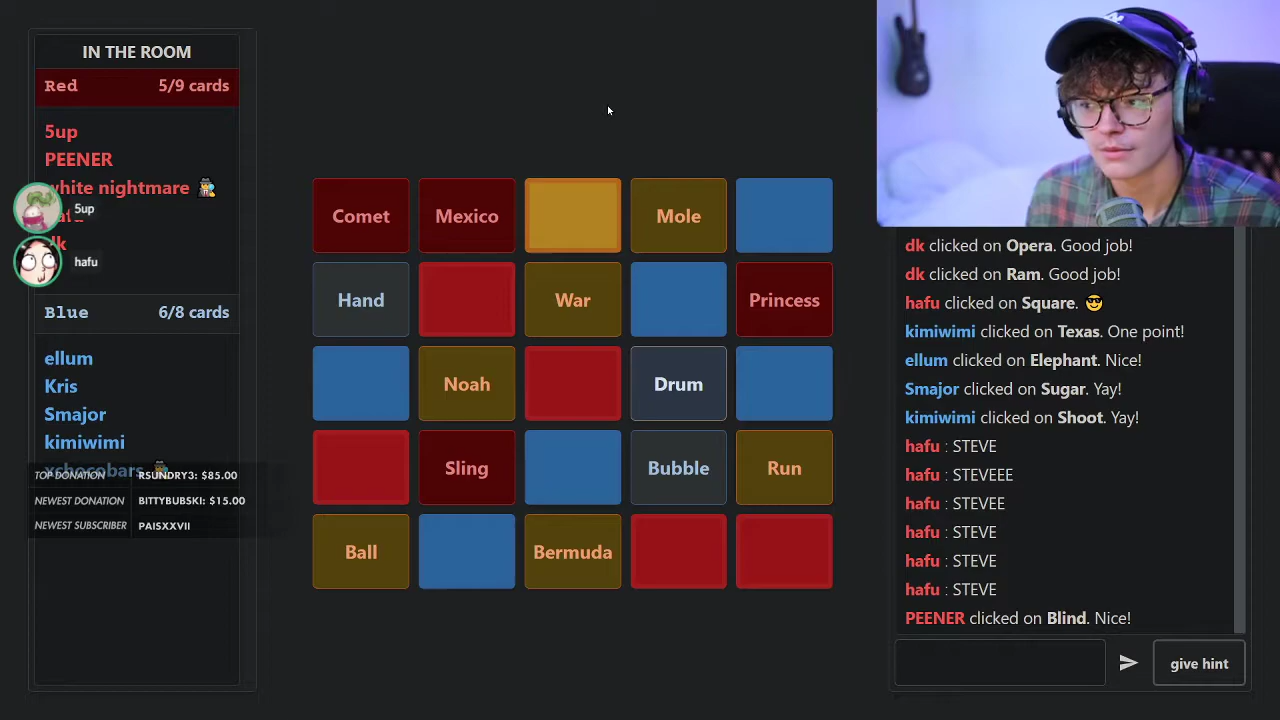 IN THE ROOM
Red 5/9 cards
5up
PEENER
white nightmare
5up
hafu
dk
hafu
Blue 6/8 cards
ellum
Kris
Smajor
kimiwimi
xchocobars
TOP DONATION RSUNDRY3: $85.00
NEWEST DONATION BITTYBUBSKI: $15.00
NEWEST SUBSCRIBER PAISXXVII
Comet Mexico Mole
Hand War Princess
Noah Drum
Sling Bubble Run
Ball Bermuda
dk clicked on Opera. Good job!
dk clicked on Ram. Good job!
hafu clicked on Square. 😎
kimiwimi clicked on Texas. One point!
ellum clicked on Elephant. Nice!
Smajor clicked on Sugar. Yay!
kimiwimi clicked on Shoot. Yay!
hafu : STEVE
hafu : STEVEEE
hafu : STEVEE
hafu : STEVE
hafu : STEVE
hafu : STEVE
PEENER clicked on Blind. Nice!
give hint